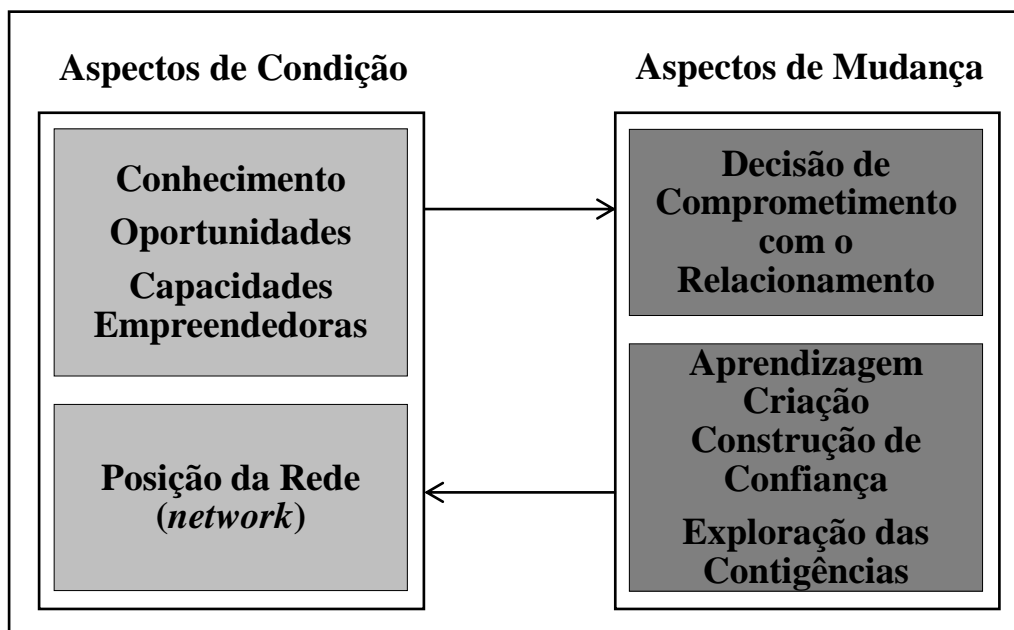 Aspectos de Condição
Conhecimento
Oportunidades
Capacidades
Empreendedoras
Posição da Rede
(network)
Aspectos de Mudança
Decisão de
Comprometimento
com o
Relacionamento
Aprendizagem
Criação
Construção de
Confiança
Exploração das
Contigências